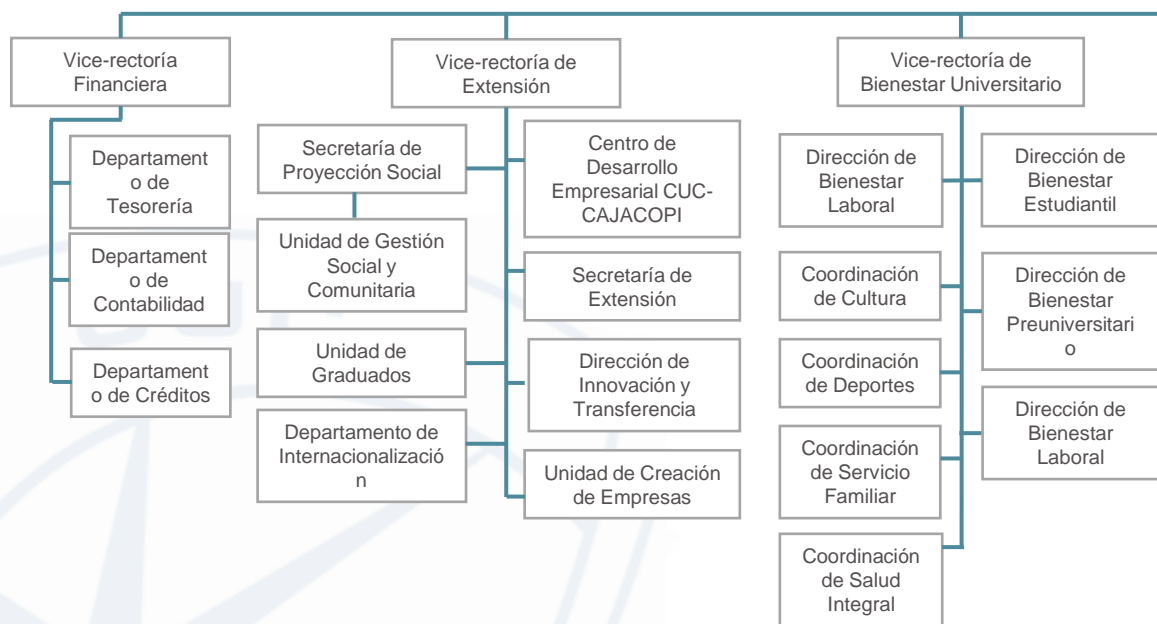 Vice-rectoría
Financiera
Departament
o de
Tesorería
Departament
o de
Contabilidad
Departament
o de Créditos
Vice-rectoría de
Extensión
Secretaría de
Proyección Social
Unidad de Gestión
Social y
Comunitaria
Unidad de
Graduados
Departamento de
Internacionalizació
n
Centro de
Desarrollo
Empresarial CUC-
CAJACOPI
Secretaría de
Extensión
Dirección de
Innovación y
Transferencia
Unidad de Creación
de Empresas
Vice-rectoría de
Bienestar Universitario
Dirección de
Bienestar
Laboral
Coordinación
de Cultura
Coordinación
de Deportes
Coordinación
de Servicio
Familiar
Coordinación
de Salud
Integral
Dirección de
Bienestar
Estudiantil
Dirección de
Bienestar
Preuniversitari
o
Dirección de
Bienestar
Laboral